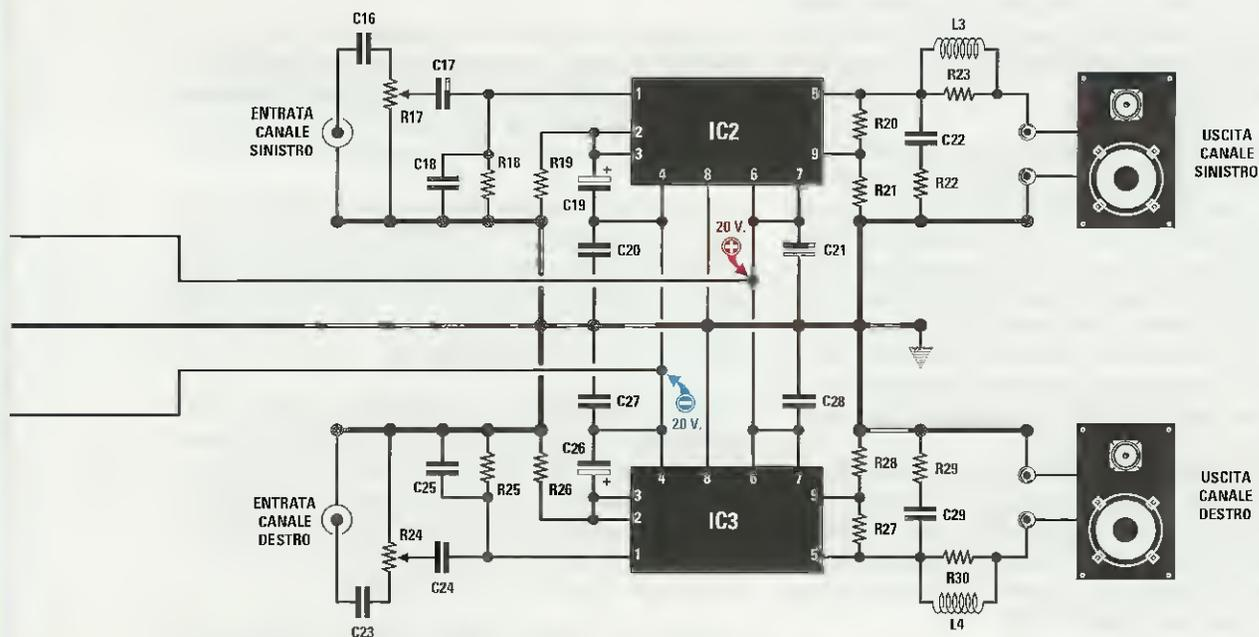 C16
C17
L3
R23
ENTRATA
CANALE
SINISTRO
R17
1
5
R20
C18
R18
R19
2
3
IC2
9
C22
USCITA
CANALE
SINISTRO
+
C19
4
8
6
7
R21
R22
20 V.
+
C20
C21
C27
C28
20 V.
C26
+
C25
R25
R26
4
8
6
7
R28
R29
3
2
IC3
9
R27
C29
ENTRATA
CANALE
DESTRO
R24
C24
1
5
R30
USCITA
CANALE
DESTRO
C23
L4